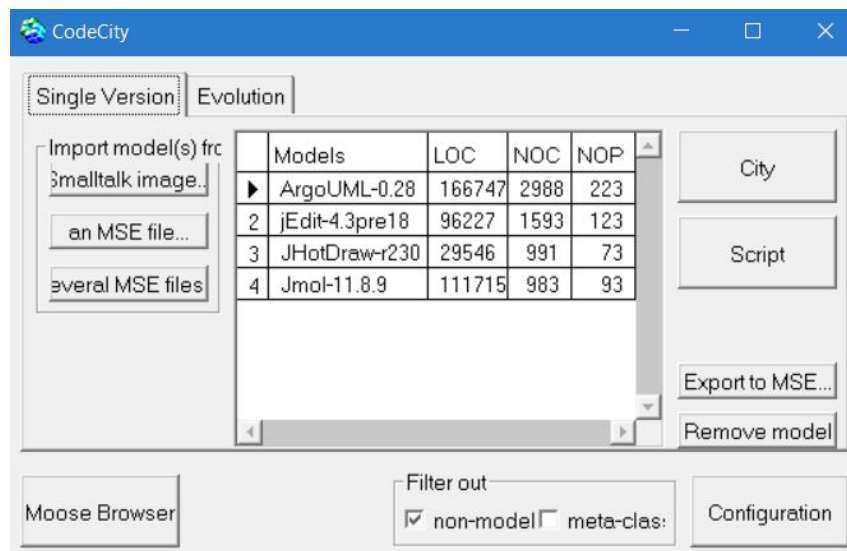 CodeCity
Single Version Evolution
Import model(s) frc
Smalltalk image..
an MSE file...
everal MSE files
Models LOC NOC NOP
ArgoUML-0.28 166747 2988 223
2 jEdit-4.3pre18 96227 1593 123
3 JHotDraw-r230 29546 991 73
4 Jmol-11.8.9 111715 983 93
City
Script
Export to MSE...
Remove model
Moose Browser
Filter out
non-model meta-clas
Configuration